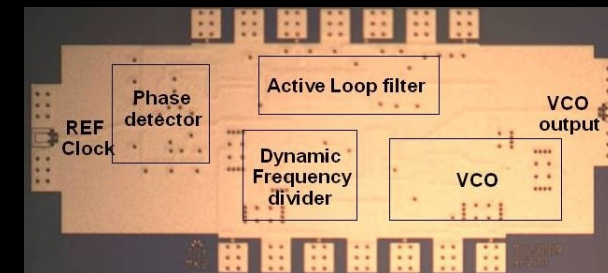 Active Loop filter
Phase
detector
REF
Clock
VCO
output
Dynamic
Frequency
divider
VCO